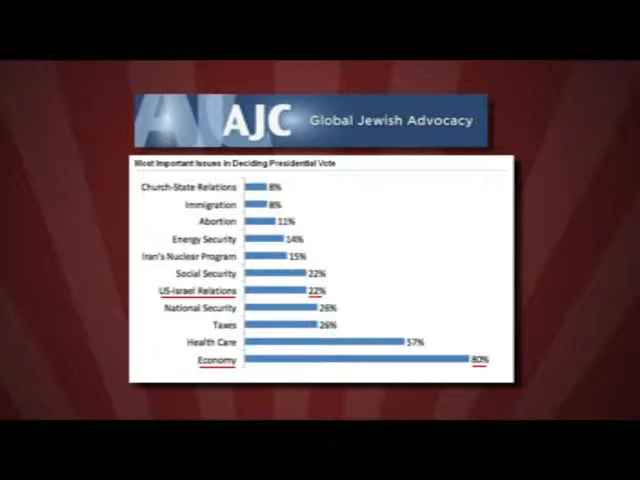 AJC Global Jewish Advocacy
Most Important Issues in Deciding Presidential Vote
Church-State Relations 8%
Immigration 8%
Abortion 11%
Energy Security 14%
Iran's Nuclear Program 15%
Social Security 22%
US-Israel Relations 22%
National Security 26%
Taxes 26%
Health Care 57%
Economy 80%